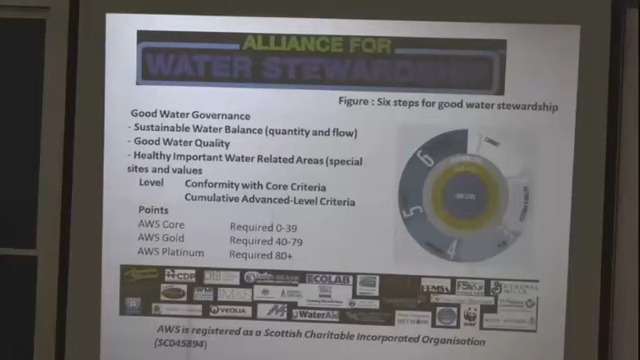 ALLIANCE FOR
WATER STEWARDSHIP
Figure : Six steps for good water stewardship
Good Water Governance
- Sustainable Water Balance (quantity and flow)
- Good Water Quality
- Healthy Important Water Related Areas (special
sites and values
Level Conformity with Core Criteria
Cumulative Advanced-Level Criteria
Points
AWS Core Required 0-39
AWS Gold Required 40-79
AWS Platinum Required 80+
6
5
4
CDP
ECOLAB
GENERAL MILLS
VEOLIA
WaterAid
NETWORK
WWF
AWS is registered as a Scottish Charitable Incorporated Organisation
(SC045894)